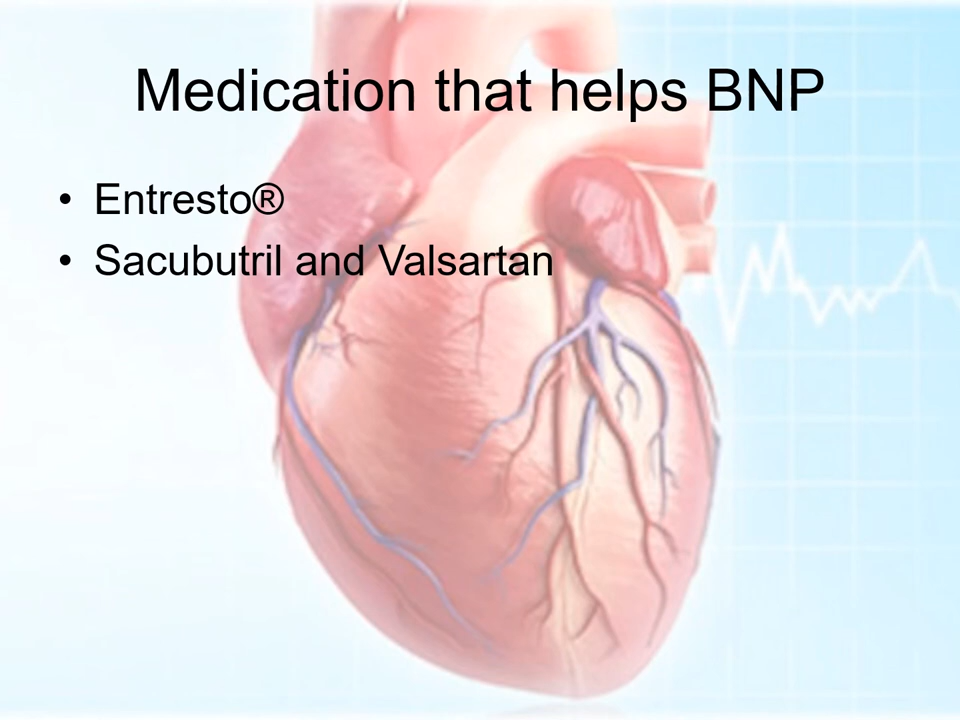 Medication that helps BNP
• Entresto®
• Sacubutril and Valsartan